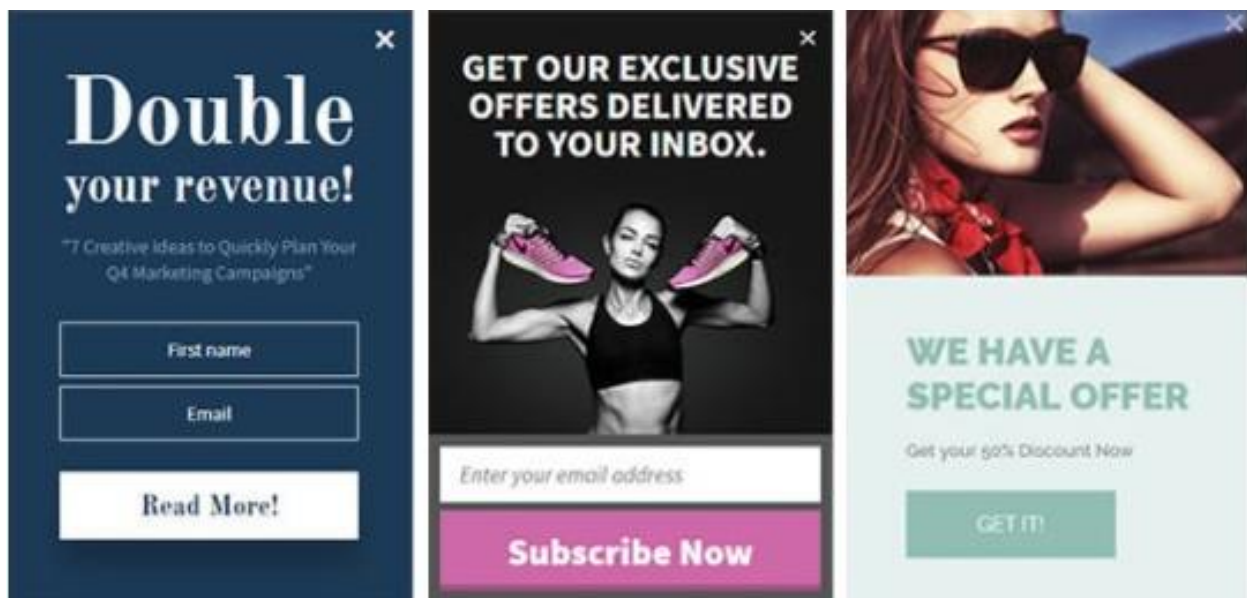 ×
Double
your revenue!
"7 Creative Ideas to Quickly Plan Your
Q4 Marketing Campaigns"
First name
Email
Read More!
×
GET OUR EXCLUSIVE
OFFERS DELIVERED
TO YOUR INBOX.
Enter your email address
Subscribe Now
×
WE HAVE A
SPECIAL OFFER
Get your 50% Discount Now
GET IT!